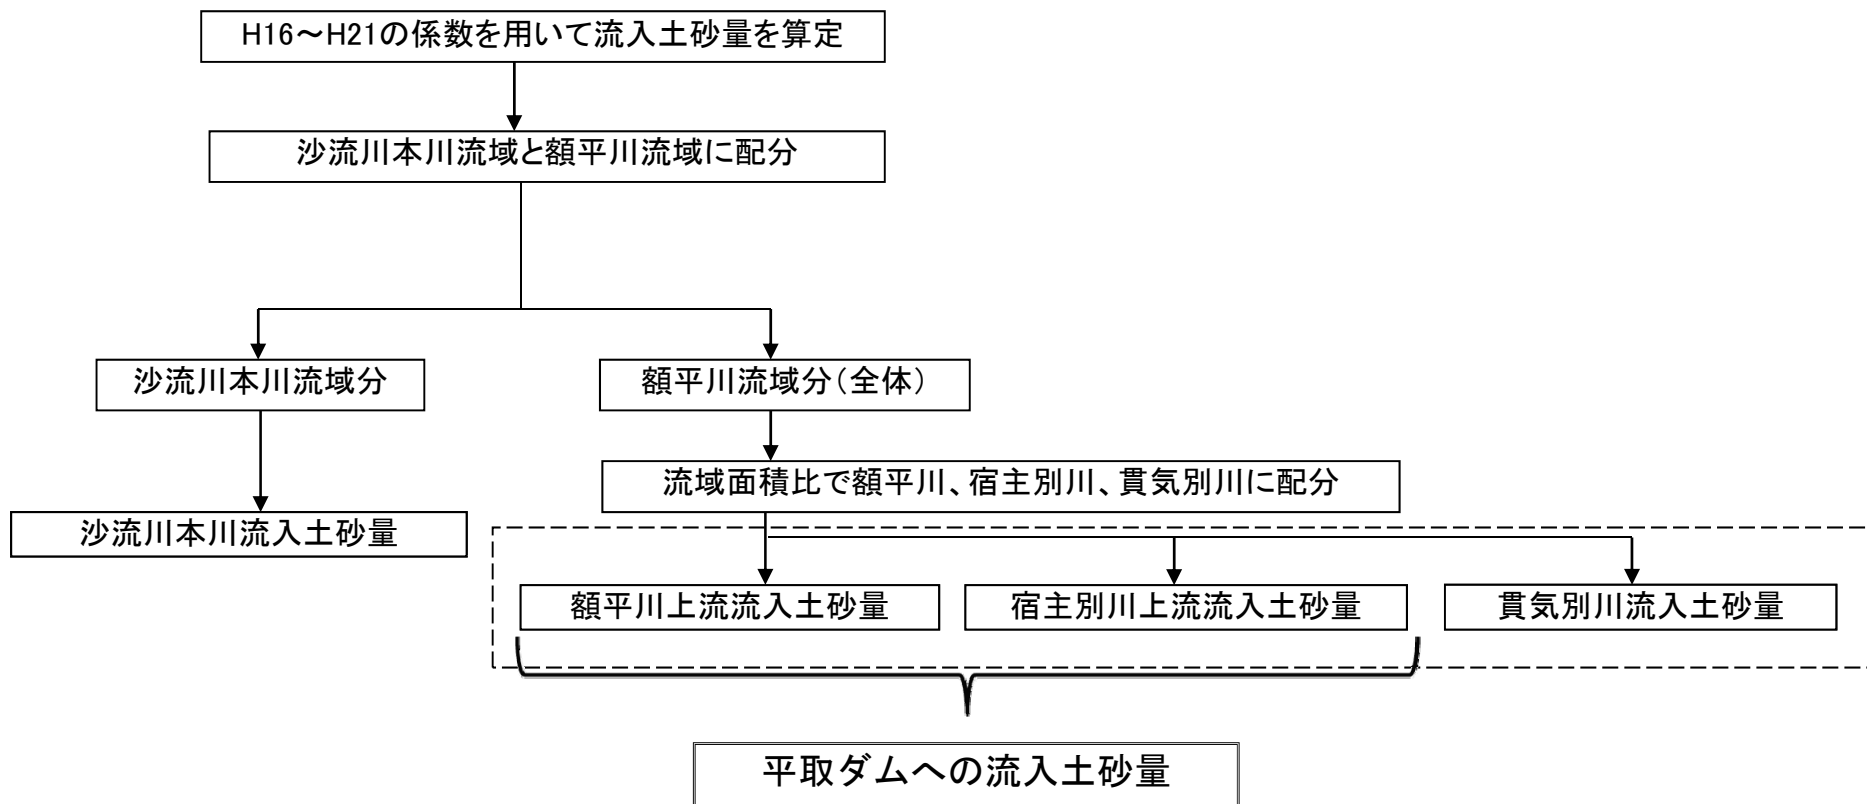 H16～H21の係数を用いて流入土砂量を算定
沙流川本川流域と額平川流域に配分
沙流川本川流域分
額平川流域分（全体）
流域面積比で額平川、宿主別川、貫気別川に配分
沙流川本川流入土砂量
額平川上流流入土砂量
宿主別川上流流入土砂量
貫気別川流入土砂量
平取ダムへの流入土砂量